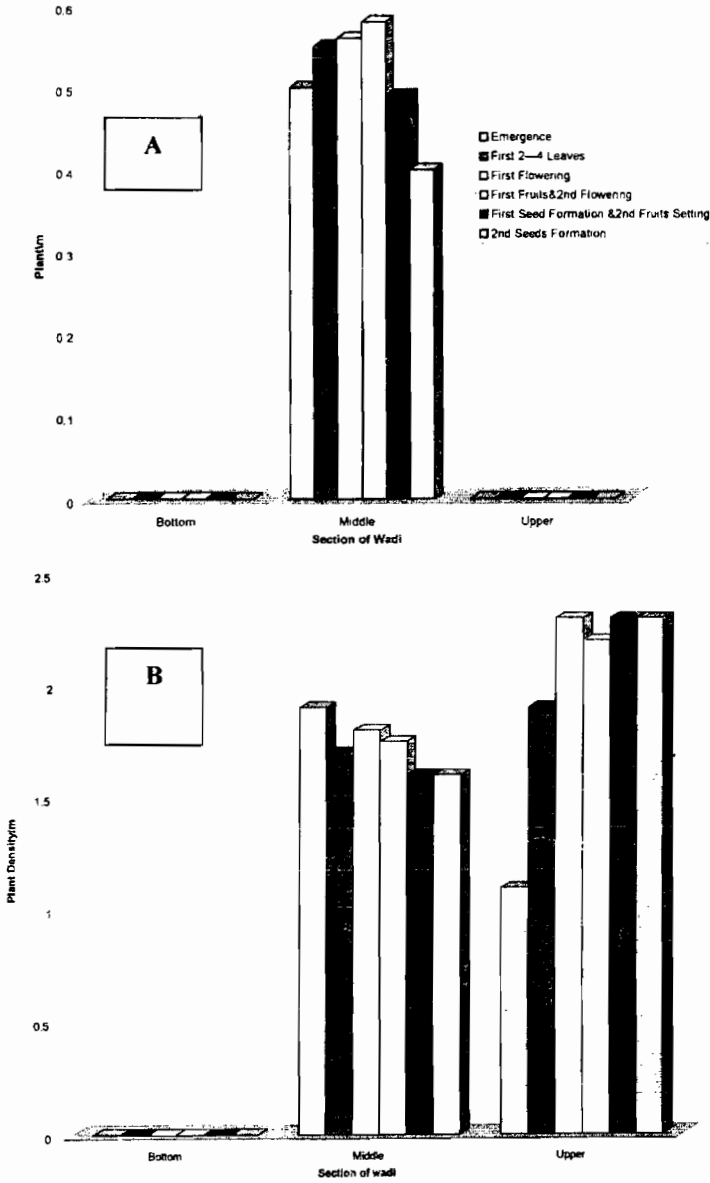 0.6
0 5
0 4
0 3
0 2
0.1
0
Plant\m
A
Emergence
First 2—4 Leaves
First Flowering
First Fruits&2nd Flowering
First Seed Formation &2nd Fruits Setting
2nd Seeds Formation
Bottom Middle Upper
Section of Wadi
2.5
2
1.5
1
0.5
0
Plant Density/m
B
Bottom Middle Upper
Section of wadi